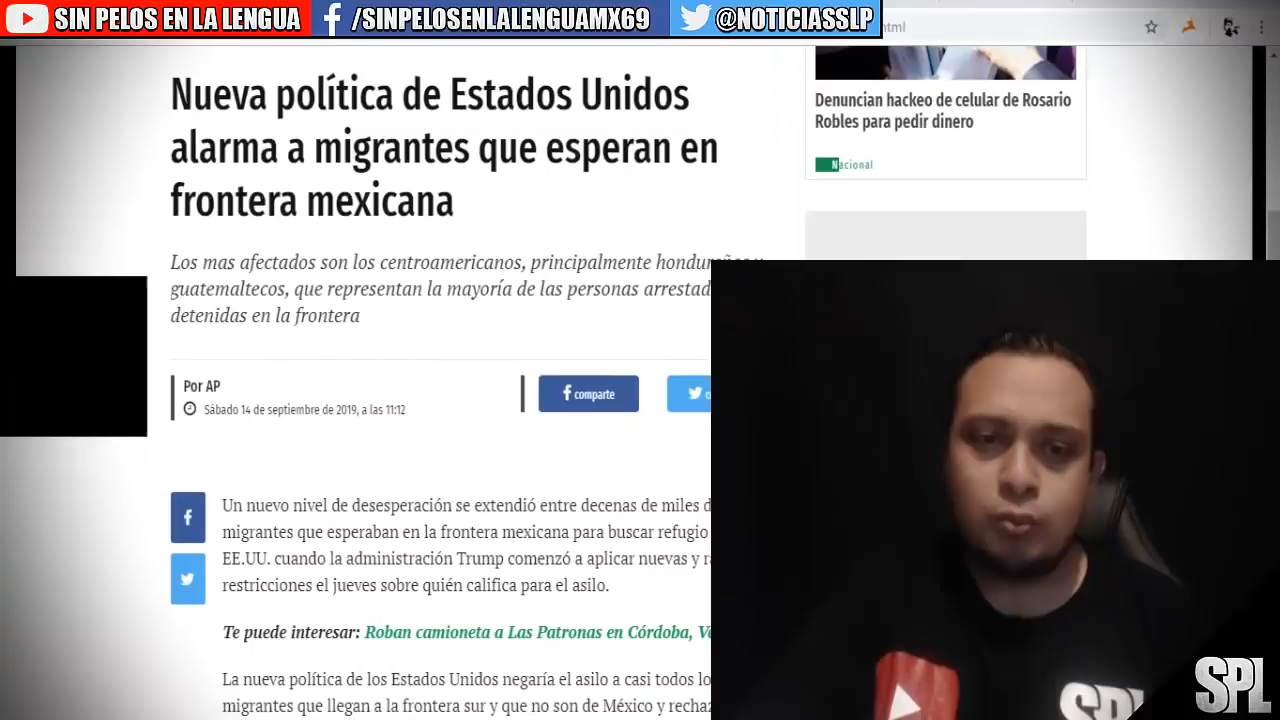 SIN PELOS EN LA LENGUA
/SINPELOSENLALENGUAMX69
@NOTICIASSLP
html
Nueva política de Estados Unidos
alarma a migrantes que esperan en
frontera mexicana
Los mas afectados son los centroamericanos, principalmente
guatemaltecos, que representan la mayoría de las personas
detenidas en la frontera
Por AP
Sábado 14 de septiembre de 2019, a las 11:12
comparte
Un nuevo nivel de desesperación se extendió entre decenas de miles
migrantes que esperaban en la frontera mexicana para buscar refugio
EE.UU. cuando la administración Trump comenzó a aplicar nuevas y
restricciones el jueves sobre quién califica para el asilo.
Te puede interesar: Roban camioneta a Las Patronas en Córdoba,
La nueva política de los Estados Unidos negaría el asilo a casi todos
migrantes que llegan a la frontera sur y que no son de México y
Denuncian hackeo de celular de Rosario
Robles para pedir dinero
Nacional
SPL
SPL